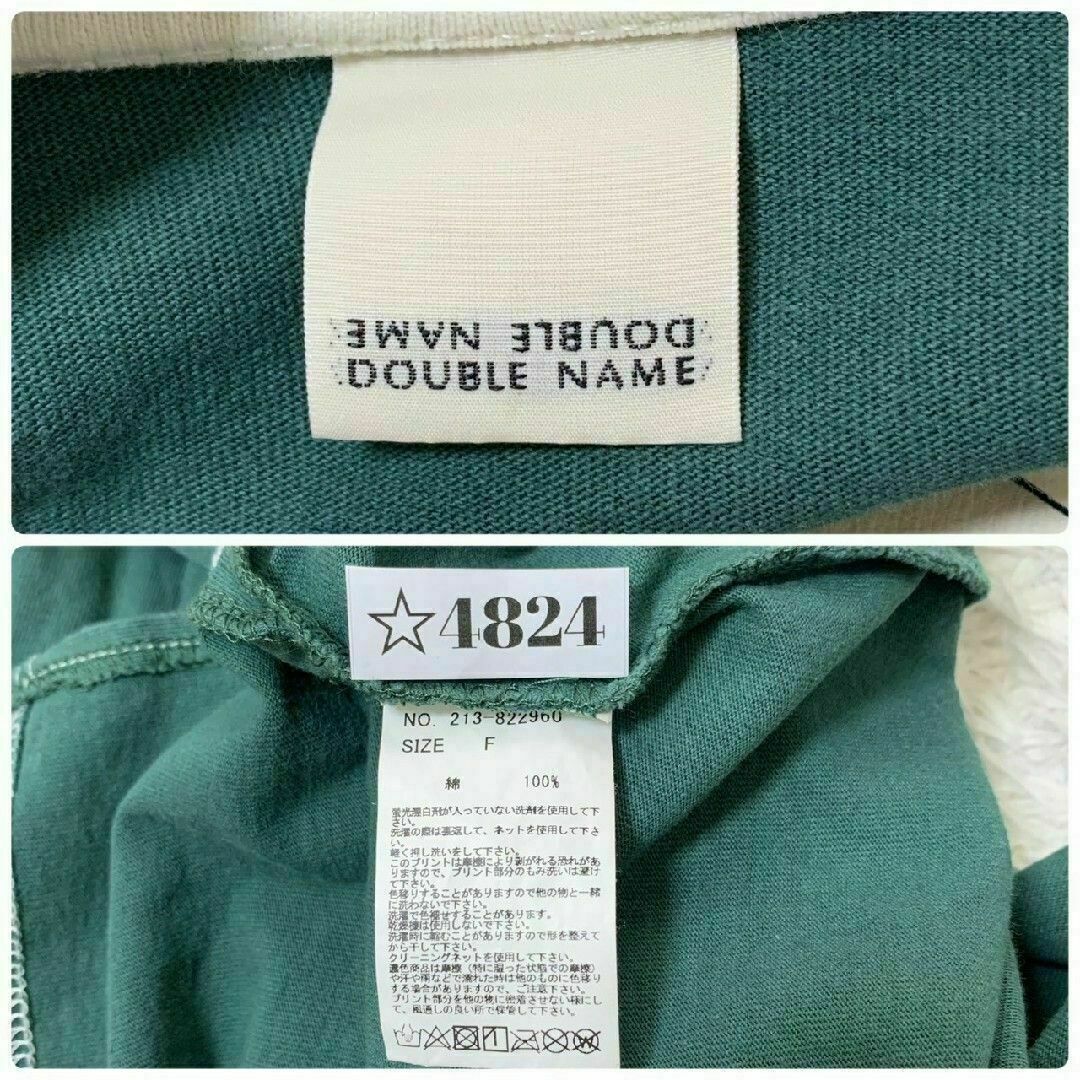 DOUBLE NAME
DOUBLE NAME
☆4824
NO. 213-822960
SIZE F
綿 100%
蛍光漂白剤が入っていない洗剤を使用して下
さい。
洗濯の際は裏返して、ネットを使用して下さ
い。
軽く押し洗いをして下さい。
このプリントは摩擦により剥がれる恐れがあ
りますので、プリント部分のもみ洗いは避け
て下さい。
色移りすることがありますので他の物と一緒
に洗わないで下さい。
洗濯で色褪せすることがあります。
乾燥機は使用しないで下さい。
洗濯時に縮むことがありますので形を整えて
から干して下さい。
クリーニングネットを使用して下さい。
濃色商品は摩擦（特に湿った状態での摩擦）
や汗や雨などで濡れた時は他のものに色移り
する場合がありますので、ご注意下さい。
プリント部分を他の物に密着させない様にし
て、風通しの良い所で保管して下さい。